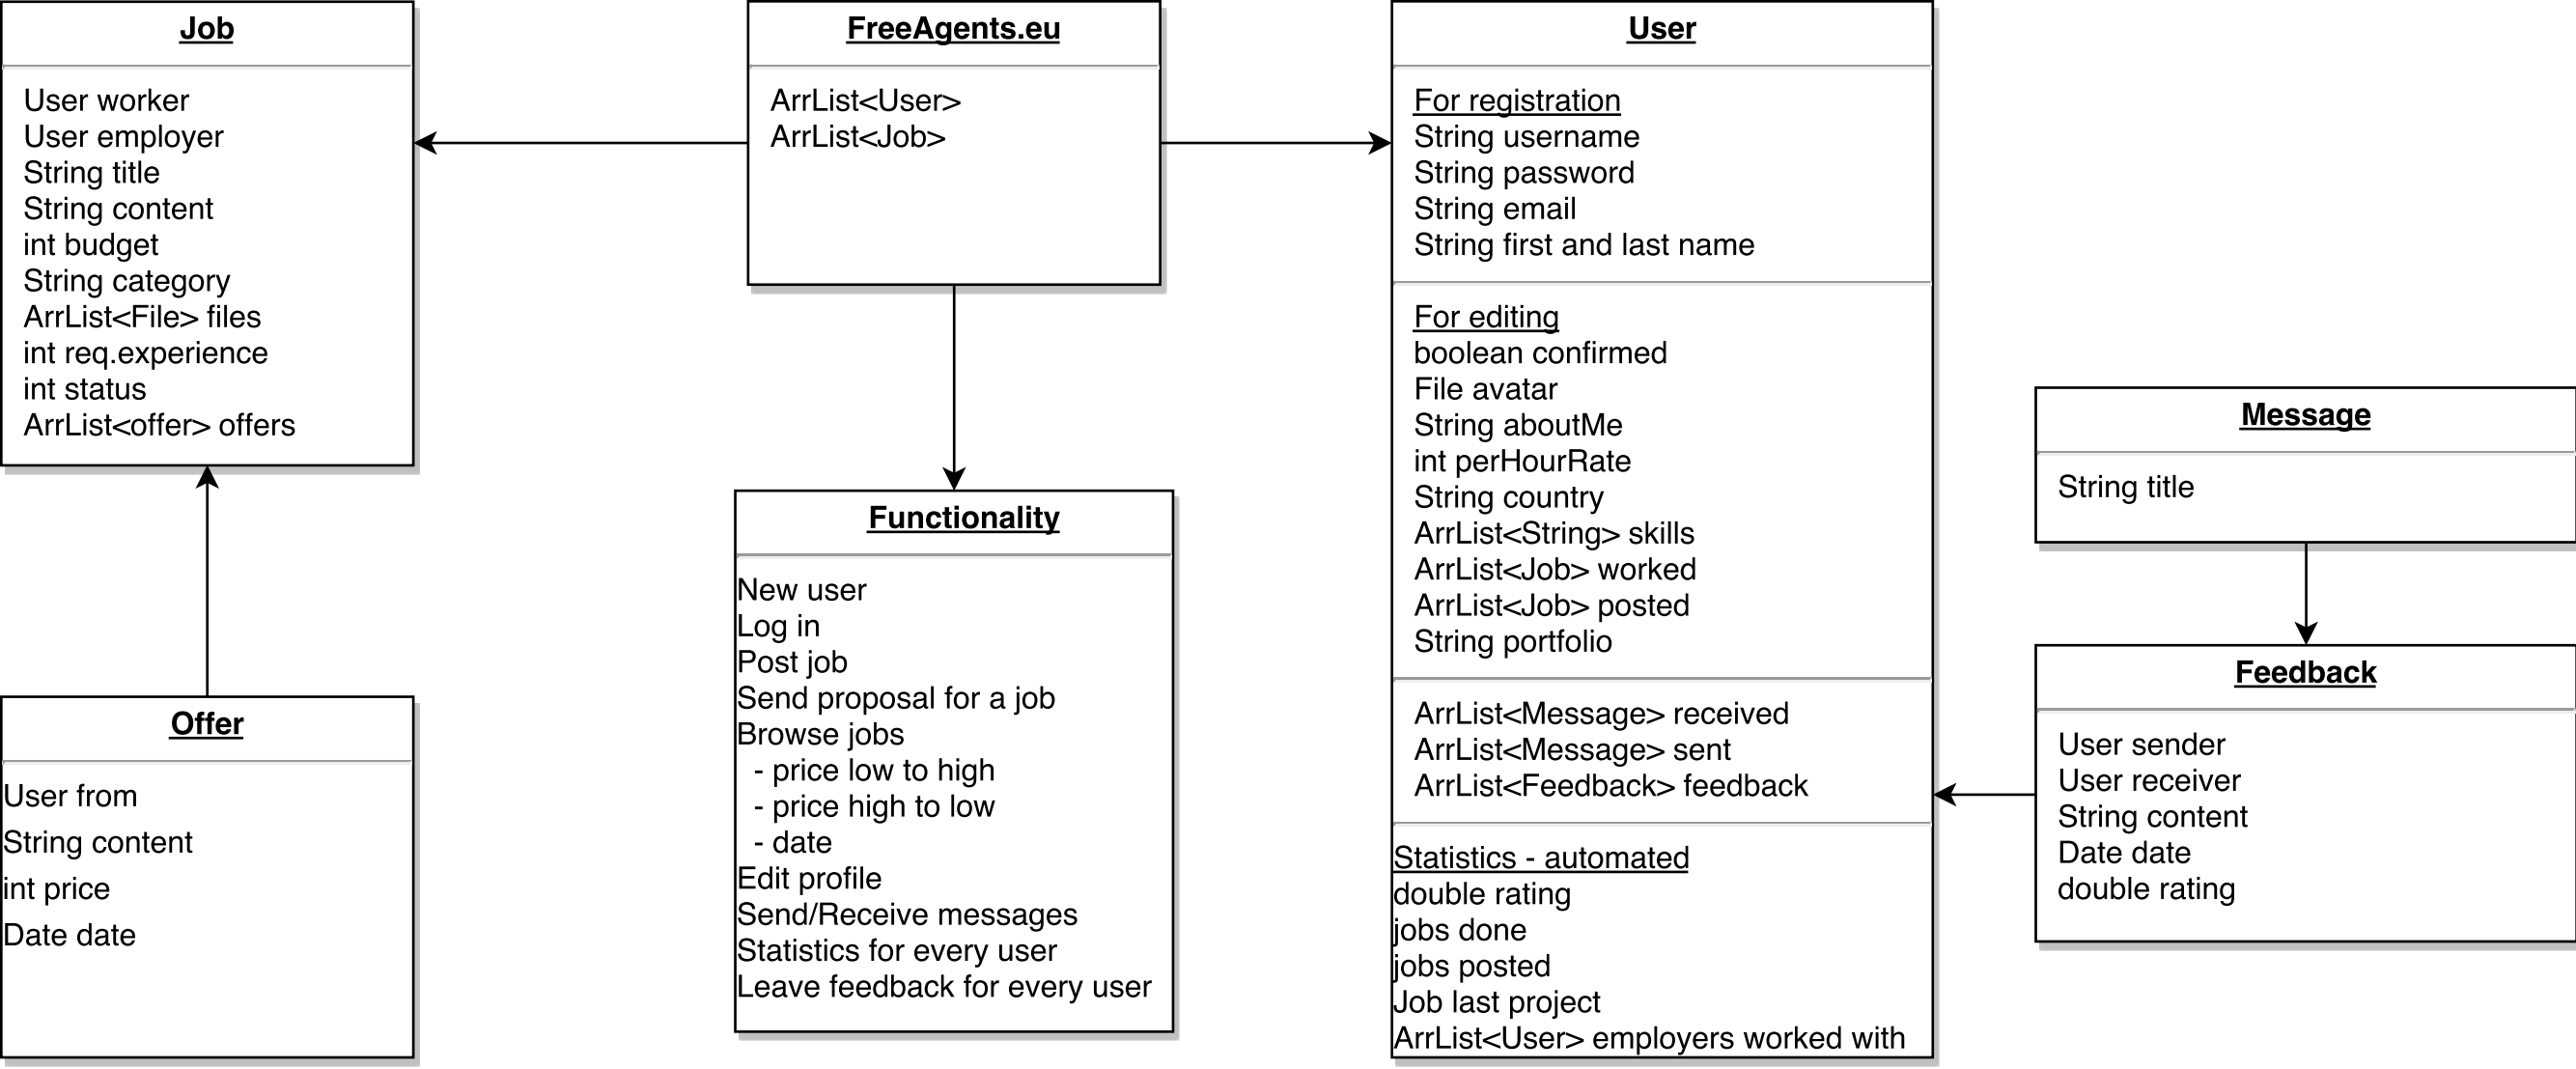 Job
User worker
User employer
String title
String content
int budget
String category
ArrList<File> files
int req.experience
int status
ArrList<offer> offers
FreeAgents.eu
ArrList<User>
ArrList<Job>
User
For registration
String username
String password
String email
String first and last name
For editing
boolean confirmed
File avatar
String aboutMe
int perHourRate
String country
ArrList<String> skills
ArrList<Job> worked
ArrList<Job> posted
String portfolio
ArrList<Message> received
ArrList<Message> sent
ArrList<Feedback> feedback
Statistics - automated
double rating
jobs done
jobs posted
Job last project
ArrList<User> employers worked with
Message
String title
Feedback
User sender
User receiver
String content
Date date
double rating
Functionality
New user
Log in
Post job
Send proposal for a job
Browse jobs
- price low to high
- price high to low
- date
Edit profile
Send/Receive messages
Statistics for every user
Leave feedback for every user
Offer
User from
String content
int price
Date date